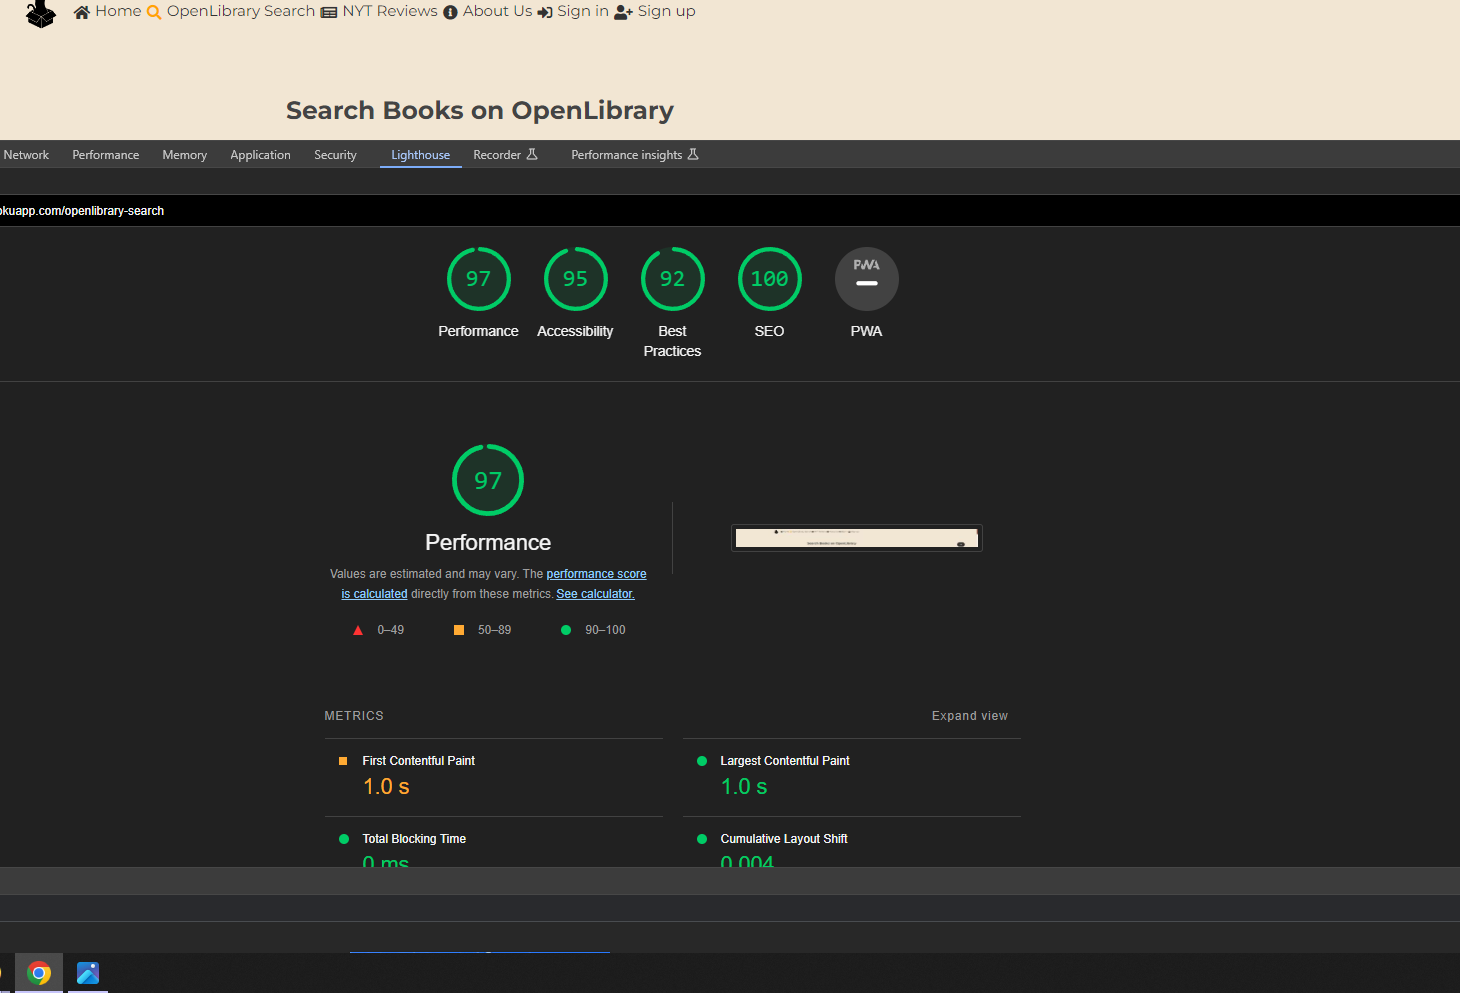 Home OpenLibrary Search NYT Reviews About Us Sign in Sign up
Search Books on OpenLibrary
Network Performance Memory Application Security Lighthouse Recorder Performance insights
okuapp.com/openlibrary-search
97 95 92 100 PWA
Performance Accessibility Best Practices SEO PWA
97
Performance
Values are estimated and may vary. The performance score
is calculated directly from these metrics. See calculator.
0–49 50–89 90–100
METRICS Expand view
First Contentful Paint Largest Contentful Paint
1.0 s 1.0 s
Total Blocking Time Cumulative Layout Shift
0 ms 0.004